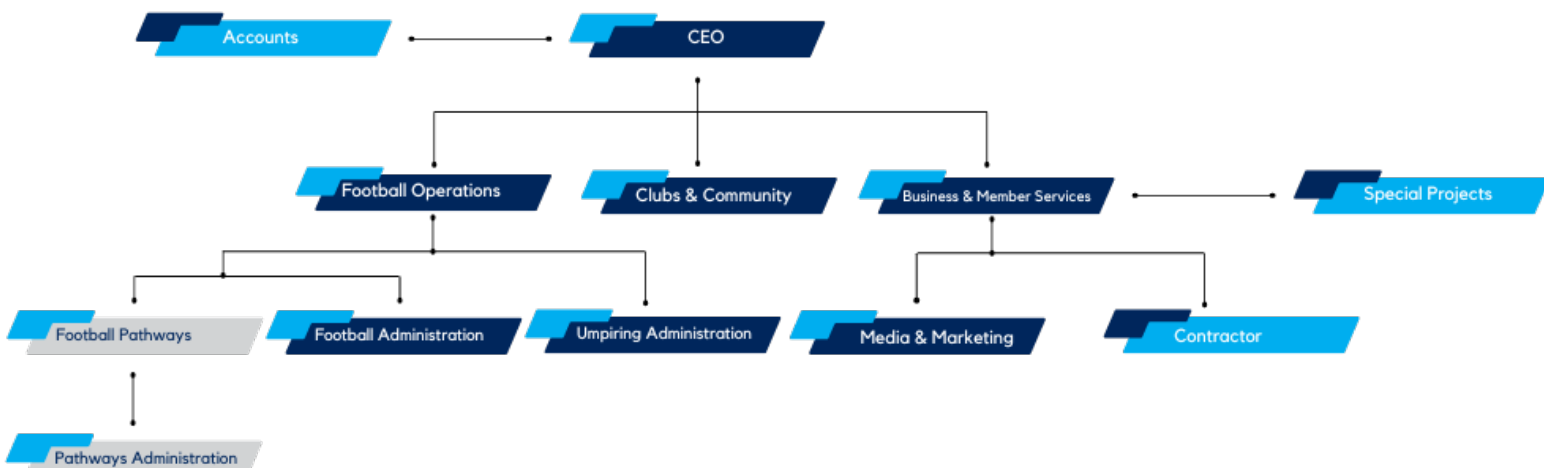 Accounts
CEO
Football Operations
Clubs & Community
Business & Member Services
Special Projects
Football Pathways
Football Administration
Umpiring Administration
Media & Marketing
Contractor
Pathways Administration